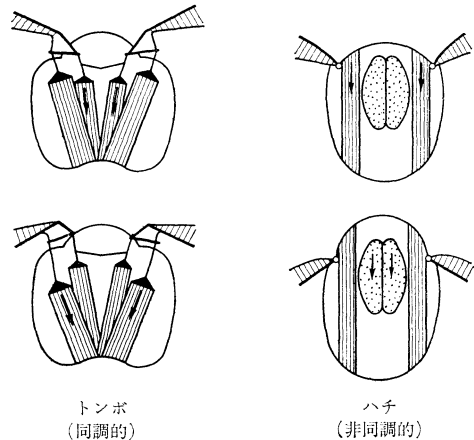 トンボ
（同調的）
ハチ
（非同調的）